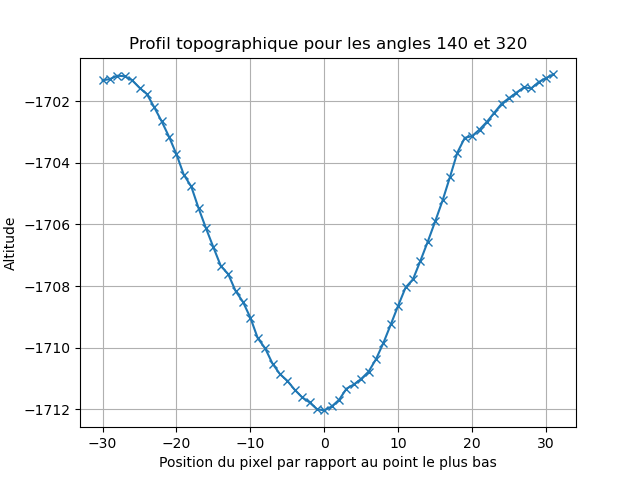 Profil topographique pour les angles 140 et 320
Altitude
−1702
−1704
−1706
−1708
−1710
−1712
−30 −20 −10 0 10 20 30
Position du pixel par rapport au point le plus bas